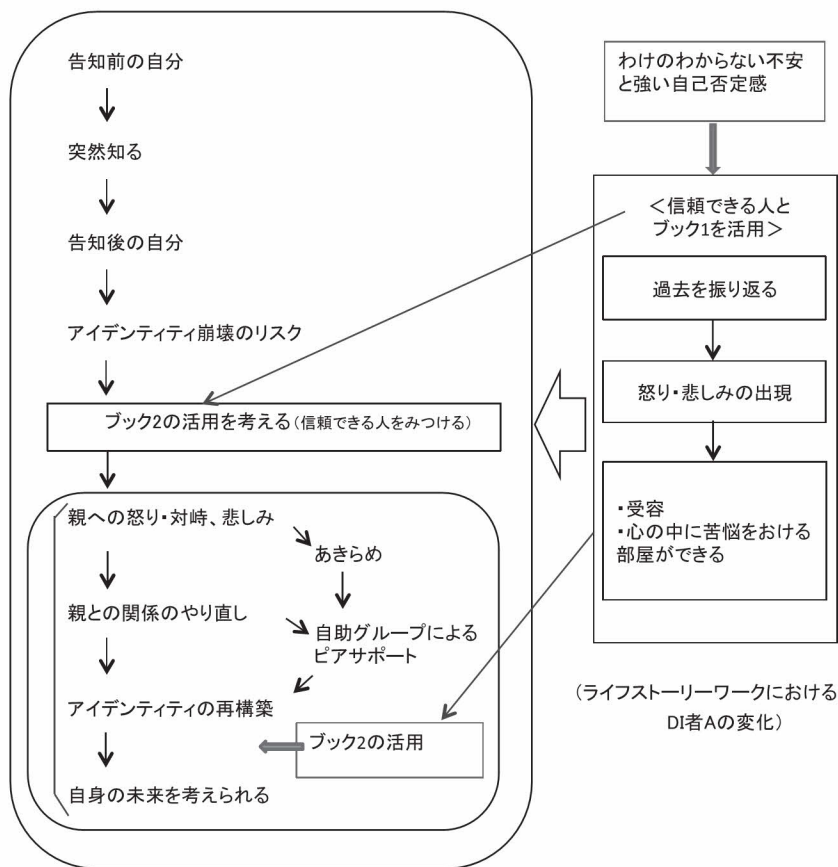 告知前の自分
突然知る
告知後の自分
アイデンティティ崩壊のリスク
ブック2の活用を考える(信頼できる人をみつける)
親への怒り・対峙、悲しみ
あきらめ
親との関係のやり直し
自助グループによる
ピアサポート
アイデンティティの再構築
ブック2の活用
自身の未来を考えられる
わけのわからない不安
と強い自己否定感
＜信頼できる人と
ブック1を活用＞
過去を振り返る
怒り・悲しみの出現
・受容
・心の中に苦悩をおける
部屋ができる
(ライフストーリーワークにおける
DI者Aの変化)